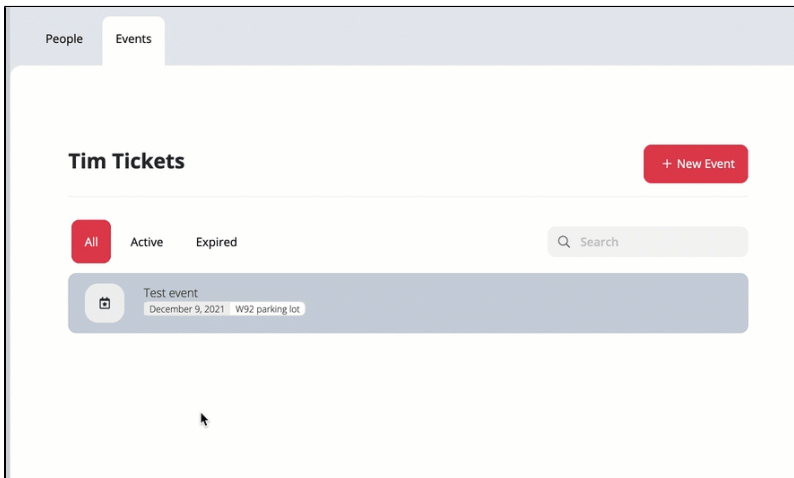 People Events
Tim Tickets
+ New Event
All Active Expired
Search
Test event
December 9, 2021 W92 parking lot